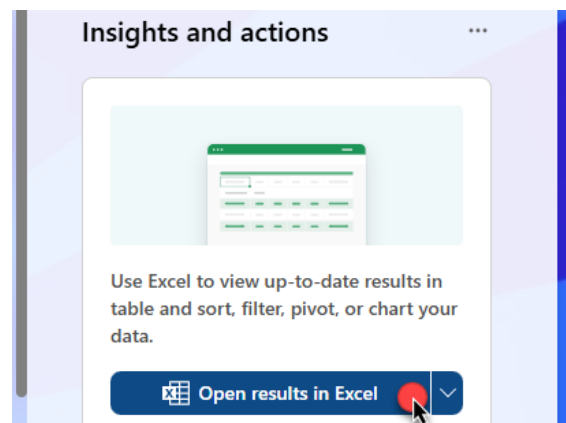 Insights and actions
Use Excel to view up-to-date results in
table and sort, filter, pivot, or chart your
data.
Open results in Excel